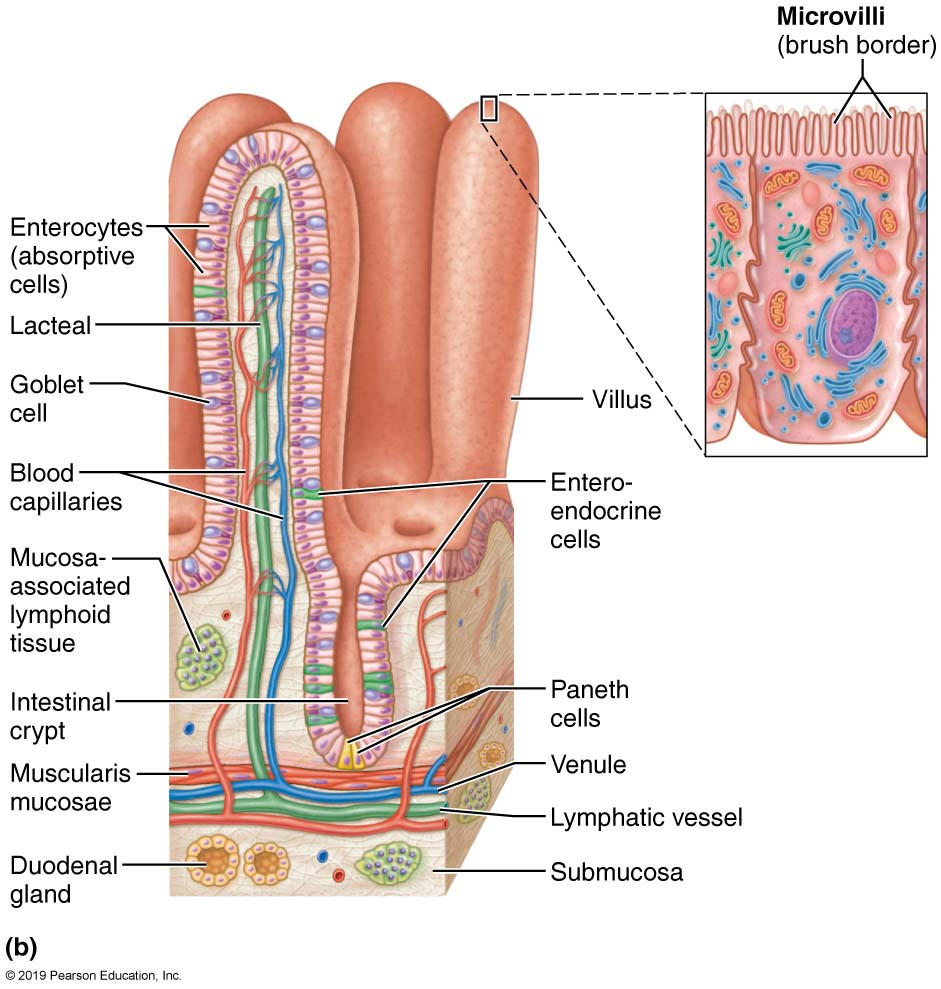 Microvilli
(brush border)
Enterocytes
(absorptive
cells)
Lacteal
Goblet
cell
Blood
capillaries
Mucosa-
associated
lymphoid
tissue
Intestinal
crypt
Muscularis
mucosae
Duodenal
gland
Villus
Entero-
endocrine
cells
Paneth
cells
Venule
Lymphatic vessel
Submucosa
(b)
© 2019 Pearson Education, Inc.